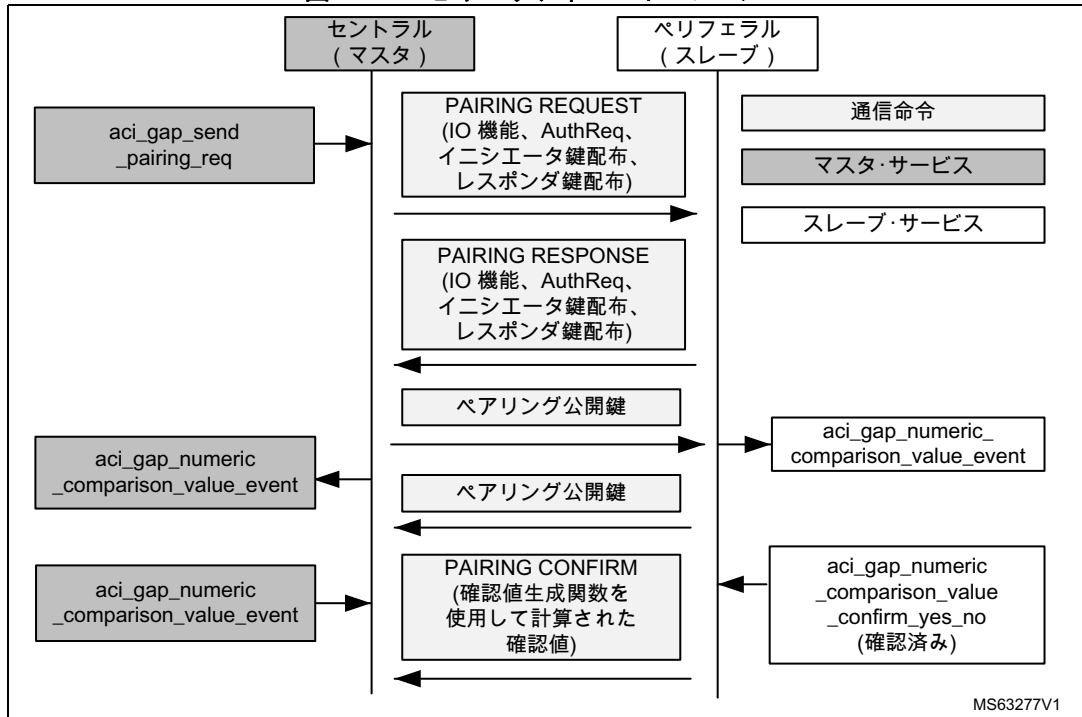 セントラル
( マスタ )
ペリフェラル
( スレーブ )
aci_gap_send
_pairing_req
PAIRING REQUEST
(IO 機能、AuthReq、
イニシエータ鍵配布、
レスポンダ鍵配布)
通信命令
マスタ·サービス
スレーブ·サービス
PAIRING RESPONSE
(IO 機能、AuthReq、
イニシエータ鍵配布、
レスポンダ鍵配布)
ペアリング公開鍵
aci_gap_numeric_
comparison_value_event
aci_gap_numeric
_comparison_value_event
ペアリング公開鍵
aci_gap_numeric
_comparison_value_event
PAIRING CONFIRM
(確認値生成関数を
使用して計算された
確認値)
aci_gap_numeric
_comparison_value
_confirm_yes_no
(確認済み)
MS63277V1